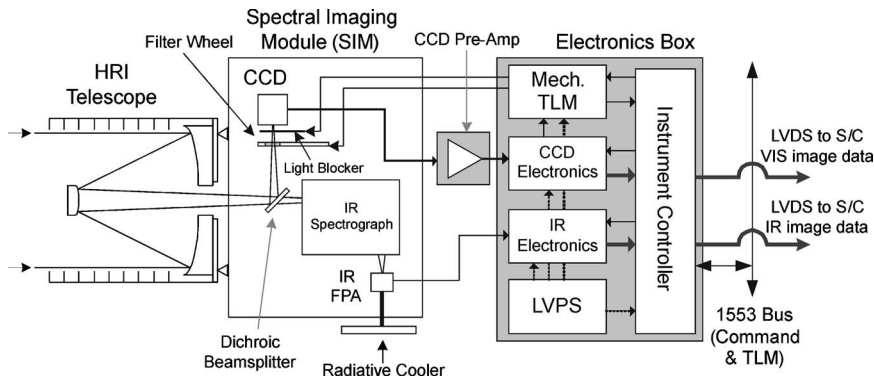 Spectral Imaging
Module (SIM)
Filter Wheel
CCD Pre-Amp
Electronics Box
HRI
Telescope
CCD
Mech.
TLM
Light Blocker
CCD
Electronics
Instrument Controller
LVDS to S/C
VIS image data
IR
Spectrograph
IR
Electronics
LVDS to S/C
IR image data
IR
FPA
LVPS
Dichroic
Beamsplitter
Radiative Cooler
1553 Bus
(Command
& TLM)